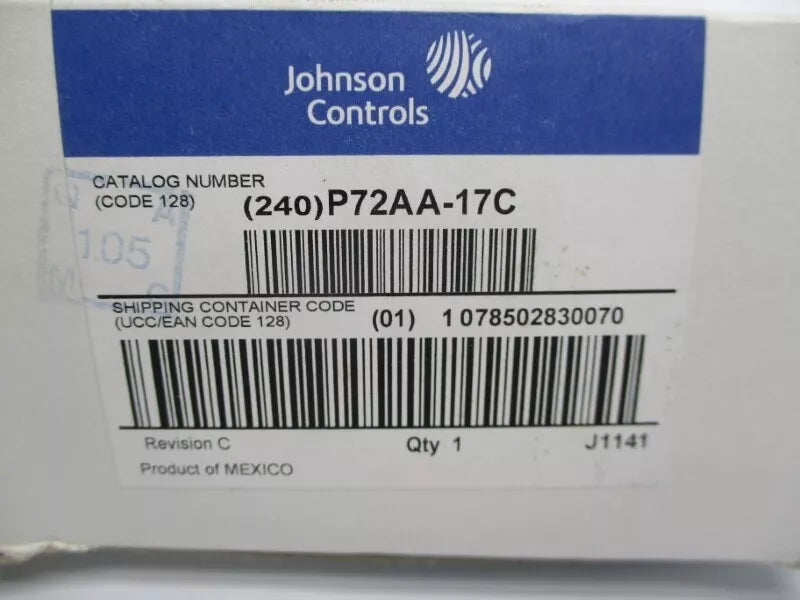 Johnson
Controls
CATALOG NUMBER
(CODE 128)
(240)P72AA-17C
105
SHIPPING CONTAINER CODE
(UCC/EAN CODE 128)
(01) 1 078502830070
Revision C
Qty 1
J1141
Product of MEXICO